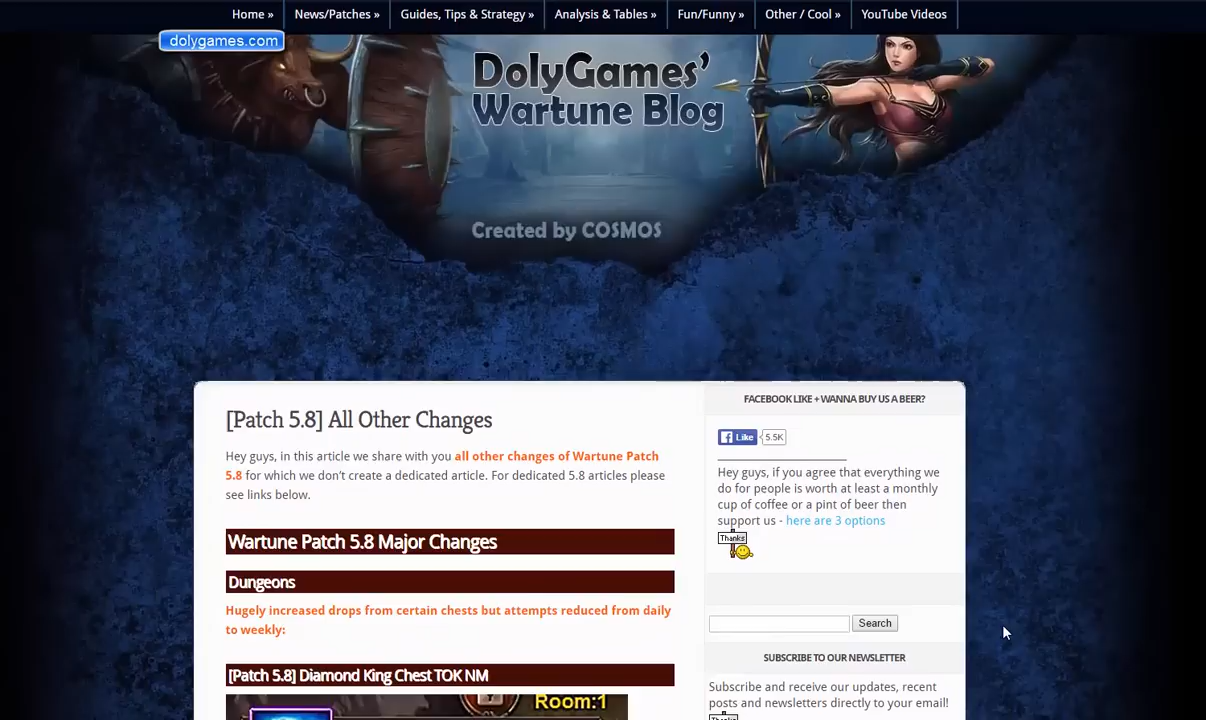 Home » News/Patches » Guides, Tips & Strategy » Analysis & Tables » Fun/Funny » Other / Cool » YouTube Videos
dolygames.com
DolyGames'
Wartune Blog
Created by COSMOS
[Patch 5.8] All Other Changes
Hey guys, in this article we share with you all other changes of Wartune Patch
5.8 for which we don't create a dedicated article. For dedicated 5.8 articles please
see links below.
Wartune Patch 5.8 Major Changes
Dungeons
Hugely increased drops from certain chests but attempts reduced from daily
to weekly:
[Patch 5.8] Diamond King Chest TOK NM
Room:1
FACEBOOK LIKE + WANNA BUY US A BEER?
Like 5.5K
Hey guys, if you agree that everything we
do for people is worth at least a monthly
cup of coffee or a pint of beer then
support us - here are 3 options
Thanks
Search
SUBSCRIBE TO OUR NEWSLETTER
Subscribe and receive our updates, recent
posts and newsletters directly to your email!
Thanks